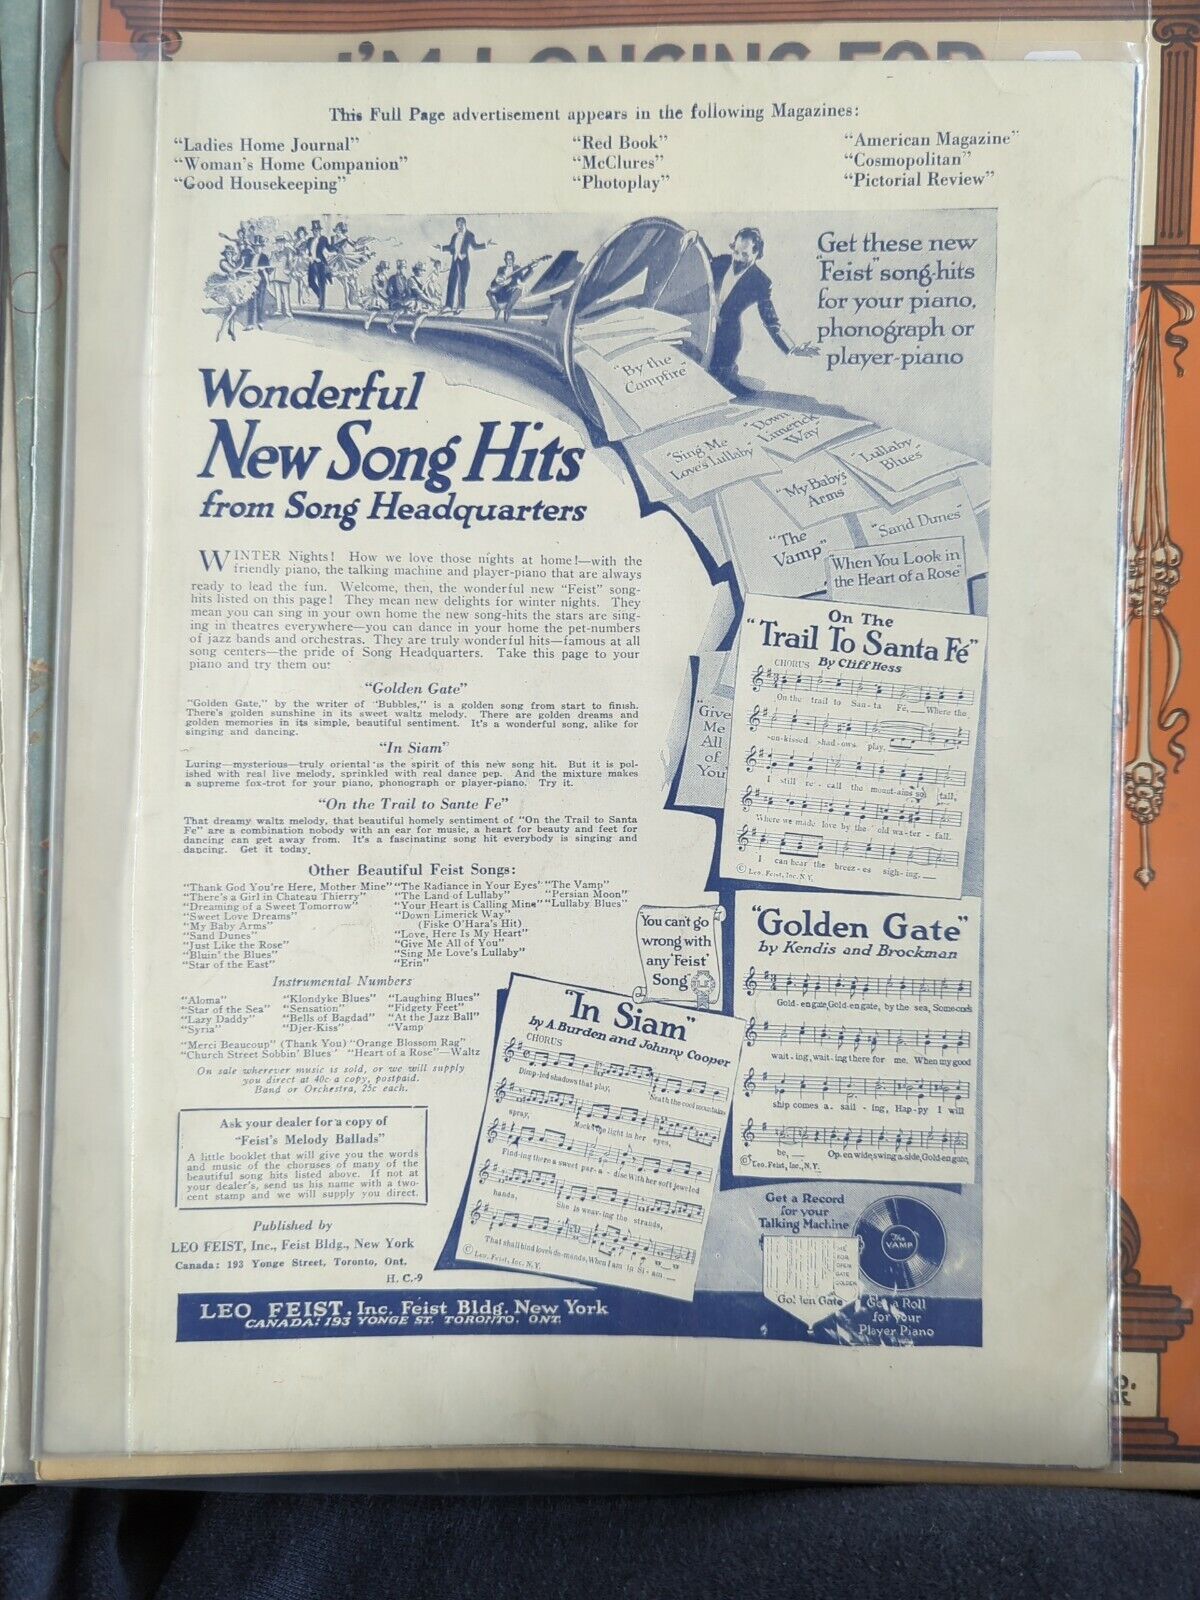 I'M LONGING FOR
This Full Page advertisement appears in the following Magazines:
"Ladies Home Journal" "Red Book" "American Magazine"
"Woman's Home Companion" "McClures" "Cosmopolitan"
"Good Housekeeping" "Photoplay" "Pictorial Review"
Get these new
"Feist" song-hits
for your piano,
phonograph or
player-piano
Wonderful
New Song Hits
from Song Headquarters
"By the
Campfire"
"Sing Me
Love's Lullaby"
"Down
Limerick
Way"
"Lullaby
Blues"
"My Baby's
Arms"
"The
Vamp"
"Sand Dunes"
"When You Look in
the Heart of a Rose"
"Give
Me
All
of
You"
WINTER Nights! How we love those nights at home!—with the
friendly piano, the talking machine and player-piano that are always
ready to lead the fun. Welcome, then, the wonderful new "Feist" song-
hits listed on this page! They mean new delights for winter nights. They
mean you can sing in your own home the new song-hits the stars are sing-
ing in theatres everywhere—you can dance in your home the pet-numbers
of jazz bands and orchestras. They are truly wonderful hits—famous at all
song centers—the pride of Song Headquarters. Take this page to your
piano and try them out
"Golden Gate"
"Golden Gate," by the writer of "Bubbles," is a golden song from start to finish.
There's golden sunshine in its sweet waltz melody. There are golden dreams and
golden memories in its simple, beautiful sentiment. It's a wonderful song, alike for
singing and dancing.
"In Siam"
Luring—mysterious—truly oriental is the spirit of this new song hit. But it is pol-
ished with real live melody, sprinkled with real dance pep. And the mixture makes
a supreme fox-trot for your piano, phonograph or player-piano. Try it.
"On the Trail to Sante Fe"
That dreamy waltz melody, that beautiful homely sentiment of "On the Trail to Santa
Fe" are a combination nobody with an ear for music, a heart for beauty and feet for
dancing can get away from. It's a fascinating song hit everybody is singing and
dancing. Get it today.
Other Beautiful Feist Songs:
"Thank God You're Here, Mother Mine" "The Radiance in Your Eyes" "The Vamp"
"There's a Girl in Chateau Thierry" "The Land of Lullaby" "Persian Moon"
"Dreaming of a Sweet Tomorrow" "Your Heart is Calling Mine" "Lullaby Blues"
"Sweet Love Dreams" "Down Limerick Way"
"My Baby Arms" (Fiske O'Hara's Hit)
"Sand Dunes" "Love, Here Is My Heart"
"Just Like the Rose" "Give Me All of You"
"Bluin' the Blues" "Sing Me Love's Lullaby"
"Star of the East" "Erin"
Instrumental Numbers
"Aloma" "Klondyke Blues" "Laughing Blues"
"Star of the Sea" "Sensation" "Fidgety Feet"
"Lazy Daddy" "Bells of Bagdad" "At the Jazz Ball"
"Syria" "Djer-Kiss" "Vamp
"Merci Beaucoup" (Thank You) "Orange Blossom Rag"
"Church Street Sobbin' Blues" "Heart of a Rose"—Waltz
On sale wherever music is sold, or we will supply
you direct at 40c a copy, postpaid.
Band or Orchestra, 25c each.
Ask your dealer for a copy of
"Feist's Melody Ballads"
A little booklet that will give you the words
and music of the choruses of many of the
beautiful song hits listed above. If not at
your dealer's, send us his name with a two-
cent stamp and we will supply you direct.
Published by
LEO FEIST, Inc., Feist Bldg., New York
Canada: 193 Yonge Street, Toronto, Ont.
H. C.-9
On The
"Trail To Santa Fé"
By Cliff Hess
CHORUS
On the trail to San - ta Fé, Where the
sun-kissed shad-ows play,
I still re - call the mount-ains so tall,
Where we made love by the old wa-ter-fall.
I can hear the breez-es sigh-ing,
© Leo. Feist, Inc. N.Y.
"You can't go
wrong with
any 'Feist'
Song
"Golden Gate"
by Kendis and Brockman
Gold-en gate, Gold-en gate, by the sea, Someone's
wait-ing, wait-ing there for me. When my good
ship comes a - sail - ing, Hap-py I will
be, Op-en wide, swing a-side, Gold-en gate,
© Leo. Feist, Inc., N.Y.
"In Siam"
by A. Burden and Johnny Cooper
CHORUS
Dimp-led shadows that play, 'Neath the cool mountains
spray, light in her eyes,
Find-ing there a sweet par-a-dise With her soft jeweled
hands, She is weav-ing the strands,
That shall bind love's de-mands, When I am in Si-am
© Leo. Feist, Inc. N.Y.
Get a Record
for your
Talking Machine
The
VAMP
Golden Gate
Get a Roll
for your
Player Piano
LEO FEIST, Inc. Feist Bldg. New York
CANADA: 193 YONGE ST. TORONTO. ONT.